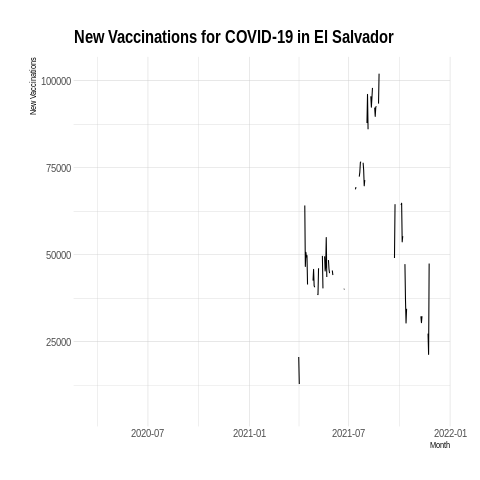 New Vaccinations for COVID-19 in El Salvador
New Vaccinations
100000
75000
50000
25000
2020-07
2021-01
2021-07
2022-01
Month